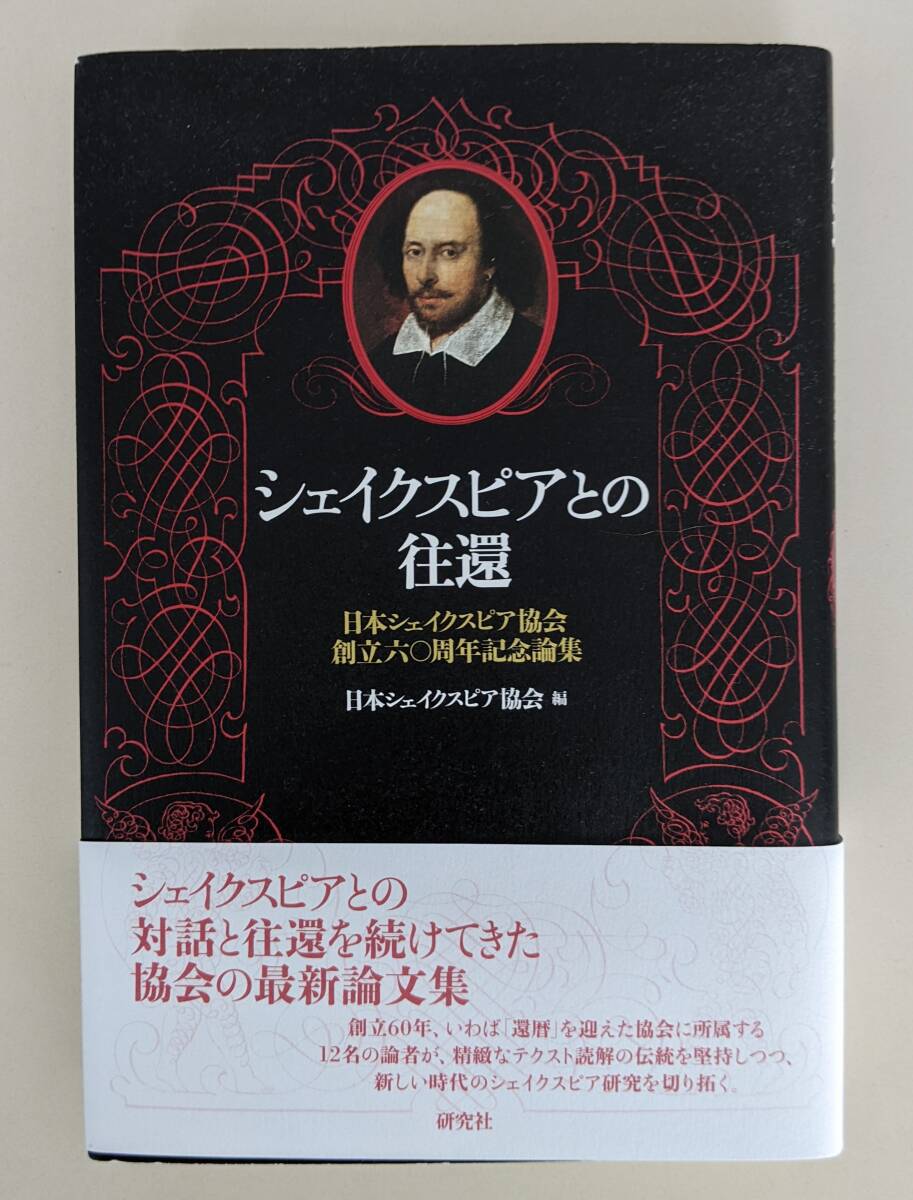 シェイクスピアとの
往還
日本シェイクスピア協会
創立六〇周年記念論集
日本シェイクスピア協会 編
シェイクスピアとの
対話と往還を続けてきた
協会の最新論文集
創立60年、いわば「還暦」を迎えた協会に所属する
12名の論者が、精緻なテクスト読解の伝統を堅持しつつ、
新しい時代のシェイクスピア研究を切り拓く。
研究社